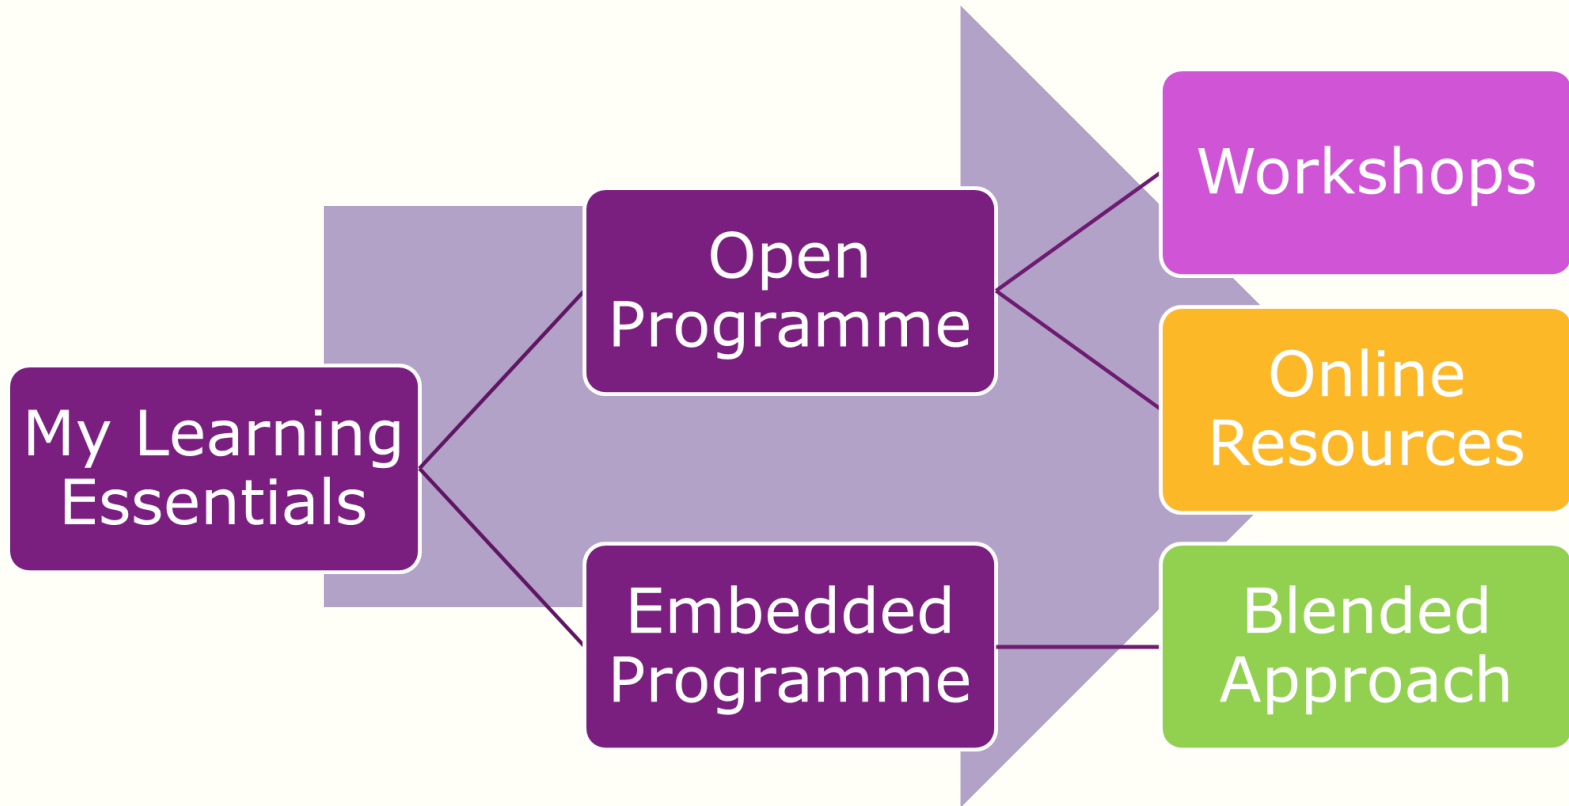 My Learning
Essentials
Open
Programme
Embedded
Programme
Workshops
Online
Resources
Blended
Approach